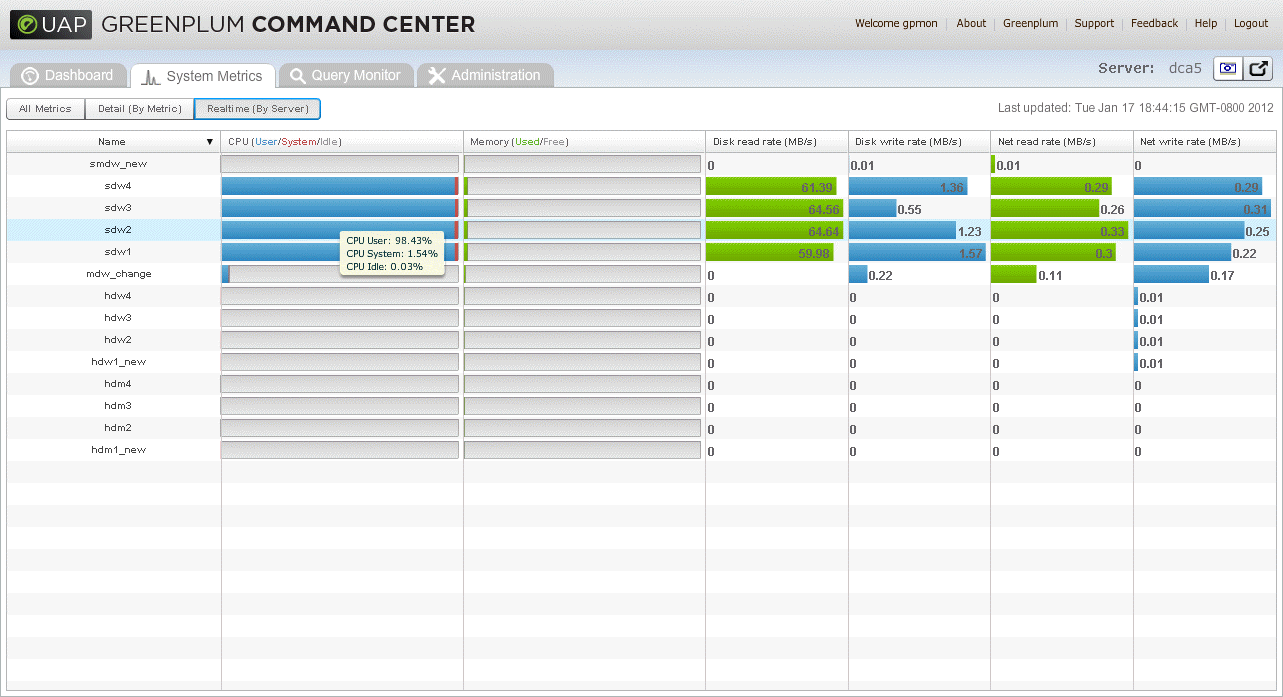 UAP GREENPLUM COMMAND CENTER Welcome gpmon About Greenplum Support Feedback Help Logout
Dashboard System Metrics Query Monitor Administration Server: dca5
All Metrics Detail (By Metric) Realtime (By Server) Last updated: Tue Jan 17 18:44:15 GMT-0800 2012
Name ▼ CPU (User/System/Idle) Memory (Used/Free) Disk read rate (MB/s) Disk write rate (MB/s) Net read rate (MB/s) Net write rate (MB/s)
smdw_new 0 0.01 0.01 0
sdw4 61.39 1.36 0.29 0.29
sdw3 64.56 0.55 0.26 0.31
sdw2 64.64 1.23 0.33 0.25
CPU User: 98.43%
CPU System: 1.54%
CPU Idle: 0.03%
sdw1 59.98 1.57 0.3 0.22
mdw_change 0 0.22 0.11 0.17
hdw4 0 0 0 0.01
hdw3 0 0 0 0.01
hdw2 0 0 0 0.01
hdw1_new 0 0 0 0.01
hdm4 0 0 0 0
hdm3 0 0 0 0
hdm2 0 0 0 0
hdm1_new 0 0 0 0